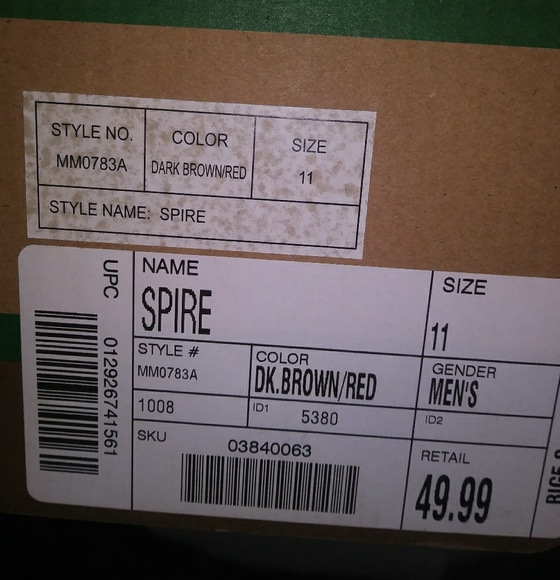 STYLE NO. COLOR SIZE
MM0783A DARK BROWN/RED 11
STYLE NAME: SPIRE
UPC
012926741561
NAME SIZE
SPIRE 11
STYLE # COLOR GENDER
MM0783A DK.BROWN/RED MEN'S
1008 ID1 5380 ID2
SKU RETAIL
03840063 49.99